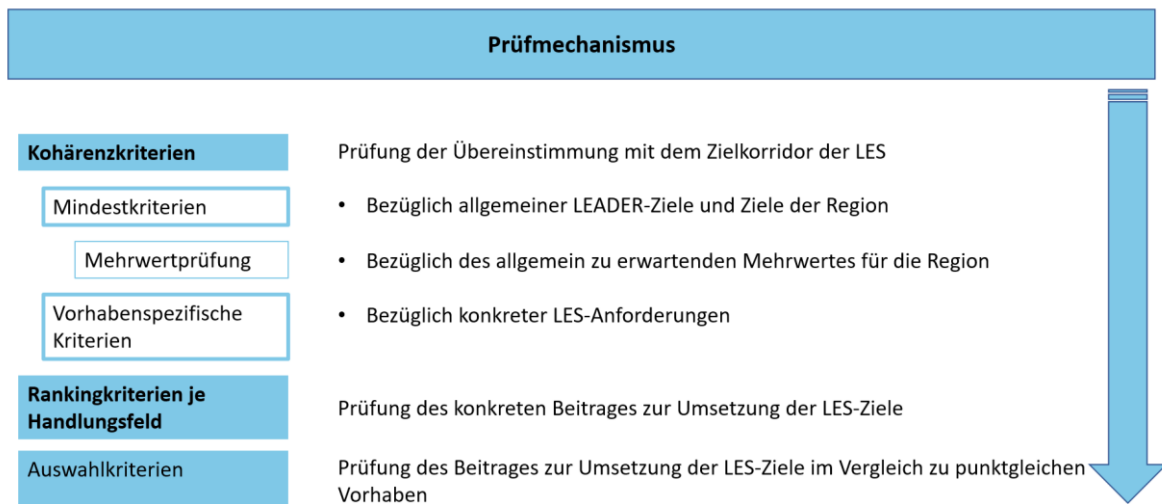 Prüfmechanismus
Kohärenzkriterien
Prüfung der Übereinstimmung mit dem Zielkorridor der LES
Mindestkriterien
• Bezüglich allgemeiner LEADER-Ziele und Ziele der Region
Mehrwertprüfung
• Bezüglich des allgemein zu erwartenden Mehrwertes für die Region
Vorhabenspezifische
Kriterien
• Bezüglich konkreter LES-Anforderungen
Rankingkriterien je
Handlungsfeld
Prüfung des konkreten Beitrages zur Umsetzung der LES-Ziele
Auswahlkriterien
Prüfung des Beitrages zur Umsetzung der LES-Ziele im Vergleich zu punktgleichen
Vorhaben